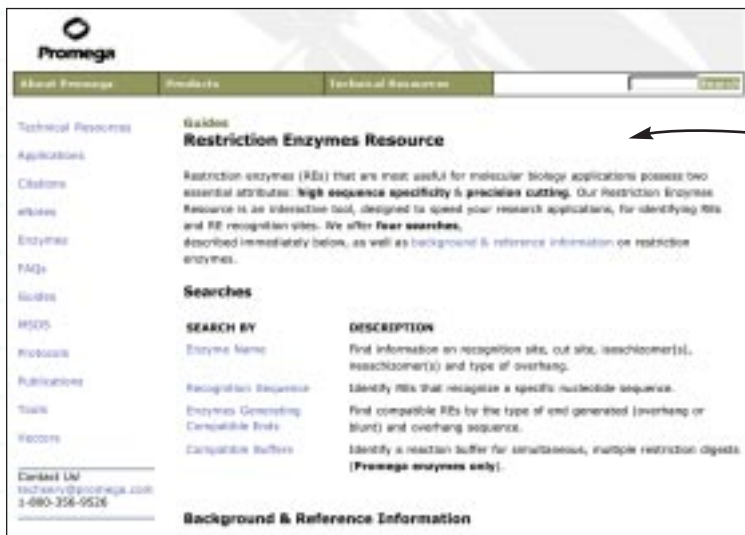 Promega
About Promega
Products
Technical Resources
Search
Technical Resources
Applications
Citations
eNotes
Enzymes
FAQs
Guides
MSDS
Protocols
Publications
Tools
Vectors
Contact Us!
techserv@promega.com
1-800-356-9526
Guides
Restriction Enzymes Resource
Restriction enzymes (REs) that are most useful for molecular biology applications possess two
essential attributes: high sequence specificity & precision cutting. Our Restriction Enzymes
Resource is an interactive tool, designed to speed your research applications, for identifying REs
and RE recognition sites. We offer four searches,
described immediately below, as well as background & reference information on restriction
enzymes.
Searches
SEARCH BY DESCRIPTION
Enzyme Name Find information on recognition site, cut site, isoschizomer(s),
neoschizomer(s) and type of overhang.
Recognition Sequence Identify REs that recognize a specific nucleotide sequence.
Enzymes Generating Find compatible REs by the type of end generated (overhang or
Compatible Ends blunt) and overhang sequence.
Compatible Buffers Identify a reaction buffer for simultaneous, multiple restriction digests
(Promega enzymes only).
Background & Reference Information